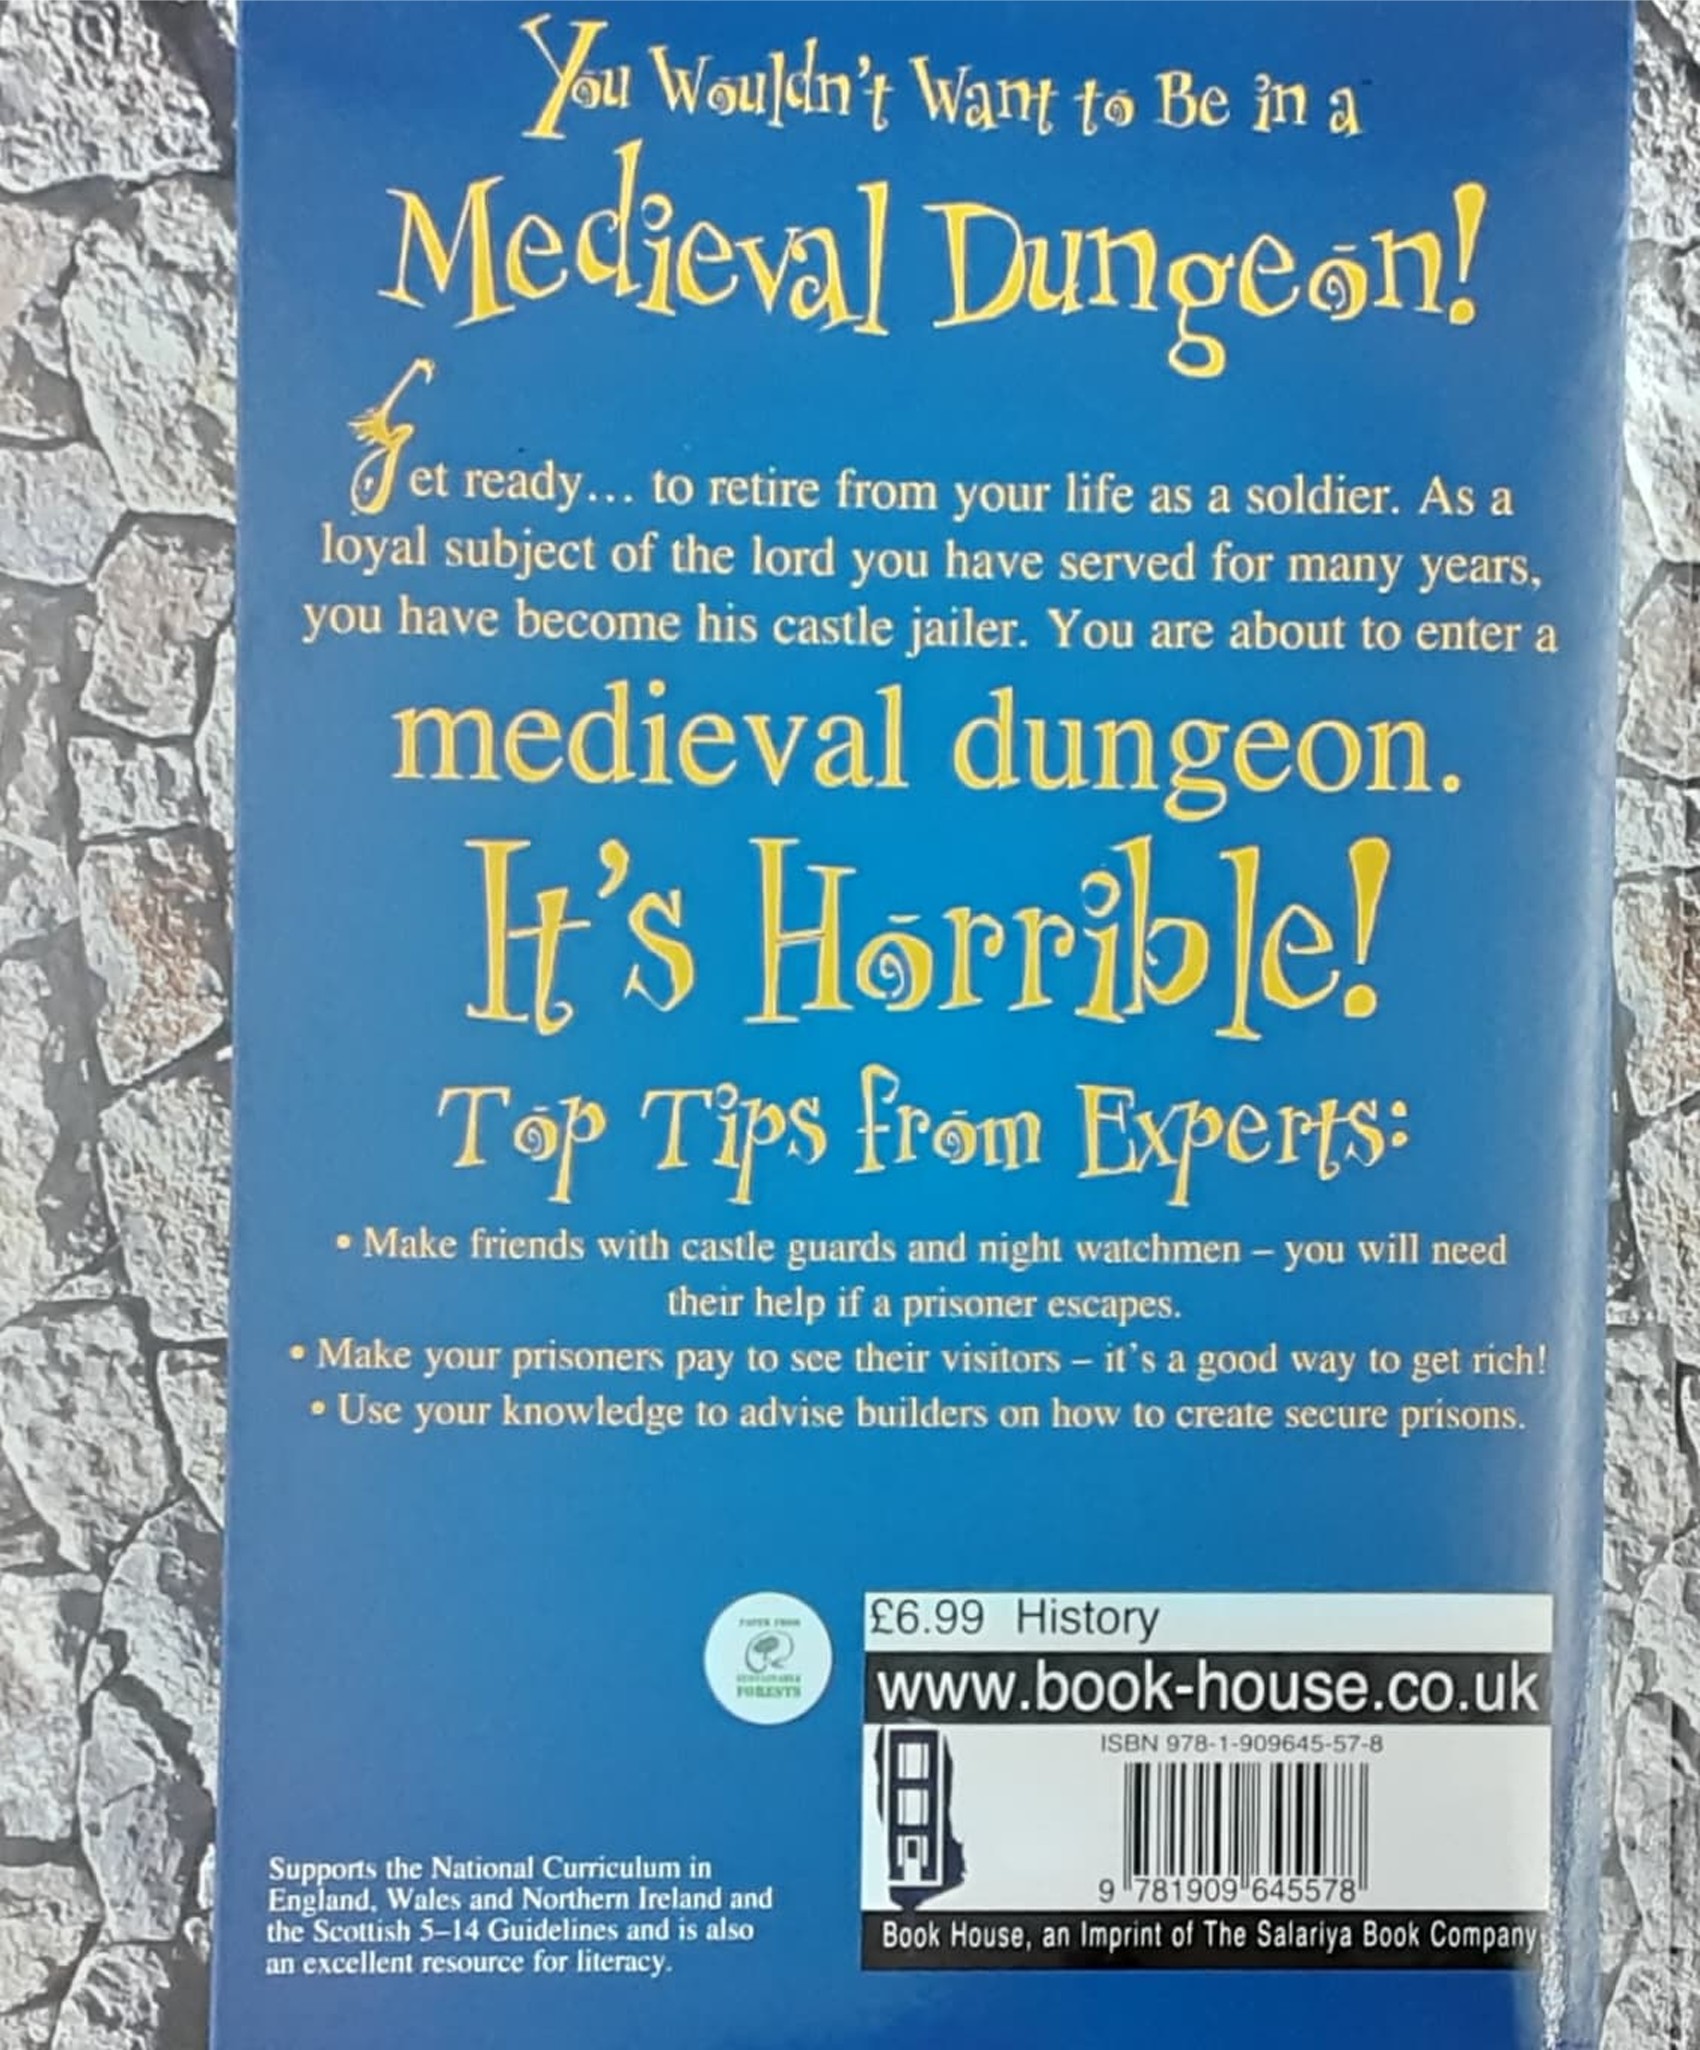 You Wouldn't Want to Be in a
Medieval Dungeon!
Get ready... to retire from your life as a soldier. As a
loyal subject of the lord you have served for many years,
you have become his castle jailer. You are about to enter a
medieval dungeon.
It's Horrible!
Top Tips from Experts:
• Make friends with castle guards and night watchmen – you will need
their help if a prisoner escapes.
• Make your prisoners pay to see their visitors – it's a good way to get rich!
• Use your knowledge to advise builders on how to create secure prisons.
PAPER FROM
SUSTAINABLE
FORESTS
£6.99 History
www.book-house.co.uk
ISBN 978-1-909645-57-8
9 781909 645578
Book House, an Imprint of The Salariya Book Company
Supports the National Curriculum in
England, Wales and Northern Ireland and
the Scottish 5–14 Guidelines and is also
an excellent resource for literacy.